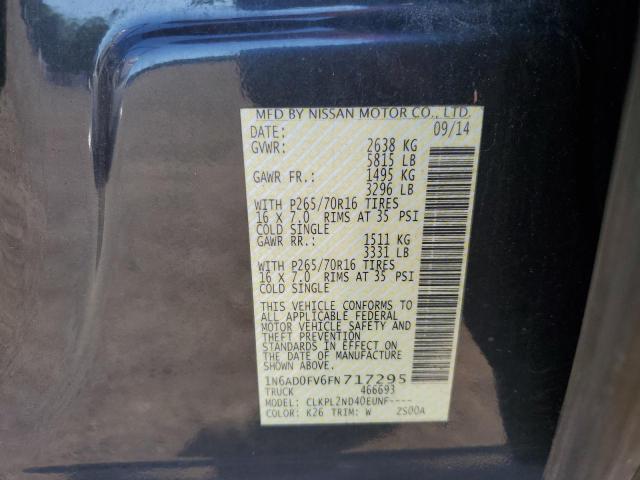 MFD BY NISSAN MOTOR CO., LTD.
DATE: 09/14
GVWR: 2638 KG
5815 LB
GAWR FR.: 1495 KG
3296 LB
WITH P265/70R16 TIRES
16 X 7.0 RIMS AT 35 PSI
COLD SINGLE
GAWR RR.: 1511 KG
3331 LB
WITH P265/70R16 TIRES
16 X 7.0 RIMS AT 35 PSI
COLD SINGLE
THIS VEHICLE CONFORMS TO
ALL APPLICABLE FEDERAL
MOTOR VEHICLE SAFETY AND
THEFT PREVENTION
STANDARDS IN EFFECT ON
THE DATE OF MANUFACTURE
SHOWN ABOVE.
1N6AD0FV6FN717295
TRUCK 466693
MODEL: CLKPL2ND40EUNF----
COLOR: K26 TRIM: W 2S00A